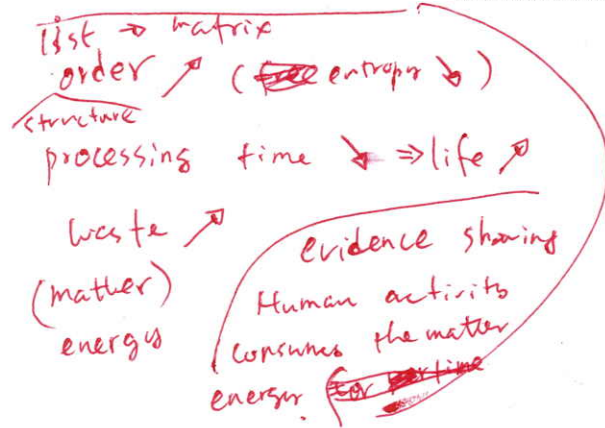 list → matrix
order ↗ (entropy ↘)
structure
processing time ↘ ⇒ life ↗
waste ↗
(matter)
energy
evidence showing
Human activity
consumes the matter
energy.